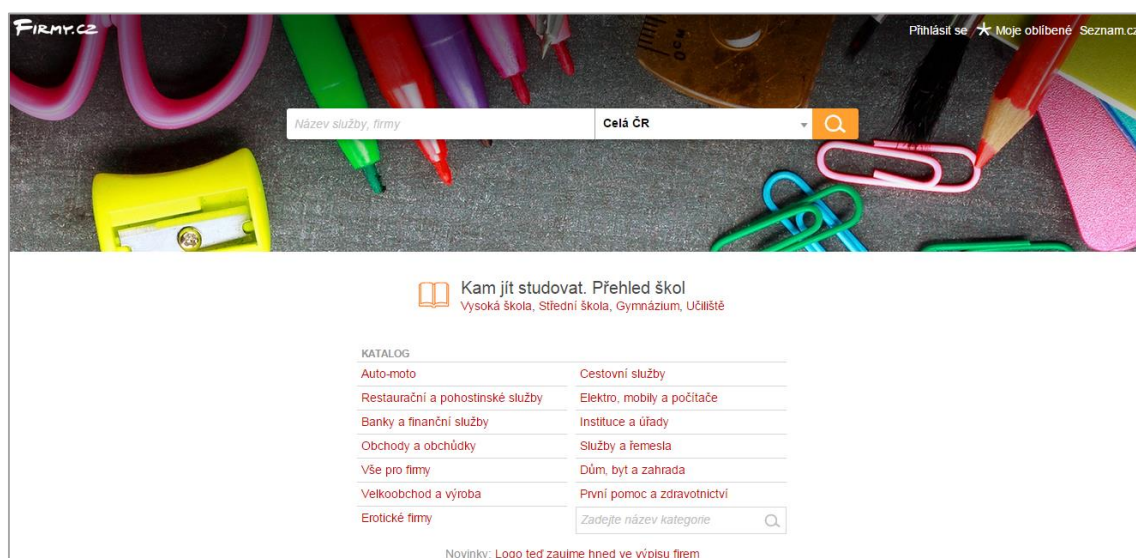 FIRMY.CZ
Přihlásit se Moje oblíbené Seznam.cz
Název služby, firmy Celá ČR
0cm
Kam jít studovat. Přehled škol
Vysoká škola, Střední škola, Gymnázium, Učiliště
KATALOG
Auto-moto Cestovní služby
Restaurační a pohostinské služby Elektro, mobily a počítače
Banky a finanční služby Instituce a úřady
Obchody a obchůdky Služby a řemesla
Vše pro firmy Dům, byt a zahrada
Velkoobchod a výroba První pomoc a zdravotnictví
Erotické firmy Zadejte název kategorie
Novinky: Logo teď zaujme hned ve výpisu firem